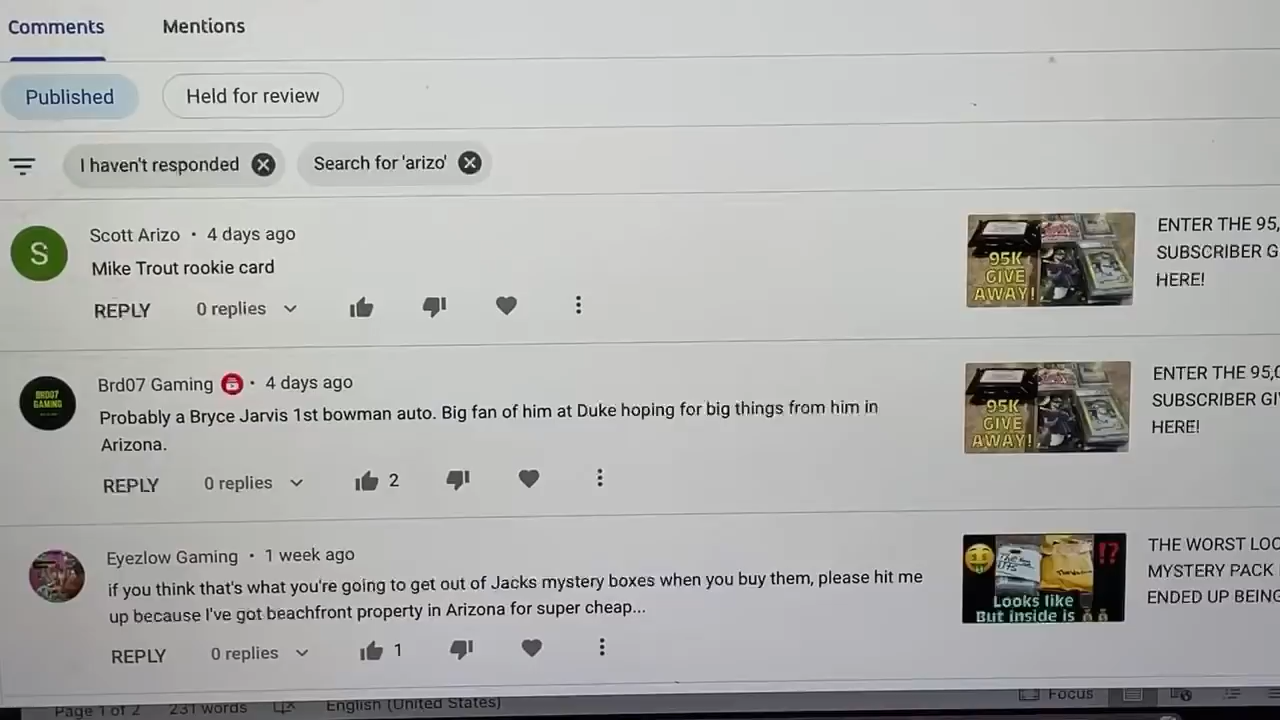 Comments Mentions
Published Held for review
I haven't responded Search for 'arizo'
S
Scott Arizo · 4 days ago
Mike Trout rookie card
REPLY 0 replies
95K
GIVE
AWAY!
ENTER THE 95,
SUBSCRIBER G
HERE!
BRD07
GAMING
Brd07 Gaming · 4 days ago
Probably a Bryce Jarvis 1st bowman auto. Big fan of him at Duke hoping for big things from him in
Arizona.
REPLY 0 replies 2
95K
GIVE
AWAY!
ENTER THE 95,0
SUBSCRIBER GI
HERE!
Eyezlow Gaming · 1 week ago
if you think that's what you're going to get out of Jacks mystery boxes when you buy them, please hit me
up because I've got beachfront property in Arizona for super cheap...
REPLY 0 replies 1
Looks like
But inside is
THE WORST LOO
MYSTERY PACK
ENDED UP BEING
Page 1 of 2 231 words English (United States) Focus